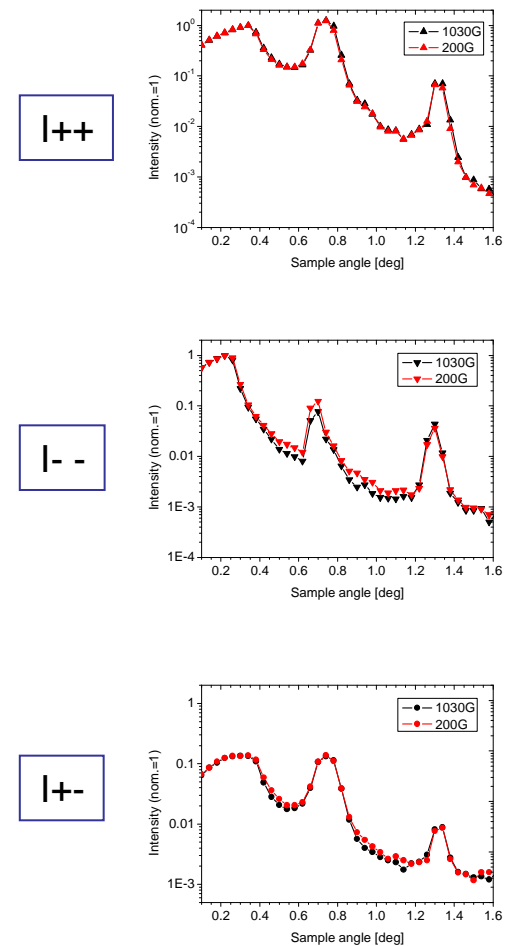 I++
Intensity (nom.=1)
10⁰
10⁻¹
10⁻²
10⁻³
10⁻⁴
1030G
200G
0.2 0.4 0.6 0.8 1.0 1.2 1.4 1.6
Sample angle [deg]
I- -
Intensity (nom.=1)
1
0.1
0.01
1E-3
1E-4
1030G
200G
0.2 0.4 0.6 0.8 1.0 1.2 1.4 1.6
Sample angle [deg]
I+-
Intensity (nom.=1)
1
0.1
0.01
1E-3
1030G
200G
0.2 0.4 0.6 0.8 1.0 1.2 1.4 1.6
Sample angle [deg]